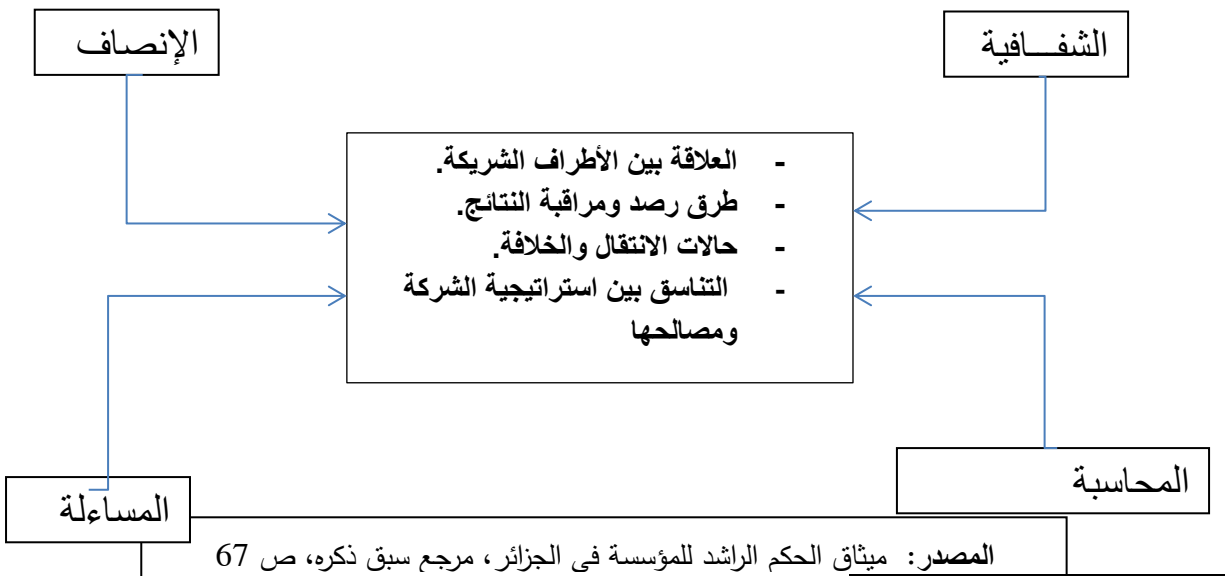 الشفـــافية
الإنصاف
- العلاقة بين الأطراف الشريكة.
- طرق رصد ومراقبة النتائج.
- حالات الانتقال والخلافة.
- التناسق بين استراتيجية الشركة
ومصالحها
المحاسبة
المساءلة
المصدر: ميثاق الحكم الراشد للمؤسسة في الجزائر، مرجع سبق ذكره، ص 67